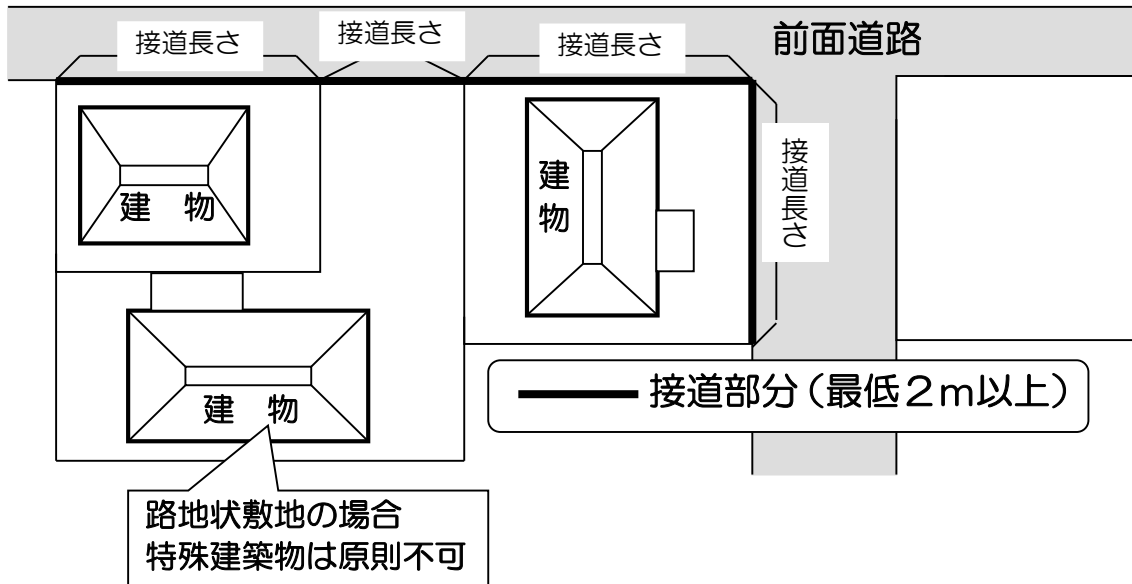 接道長さ
接道長さ
接道長さ
前面道路
建　物
建物
接道長さ
建　物
接道部分（最低２ｍ以上）
路地状敷地の場合
特殊建築物は原則不可